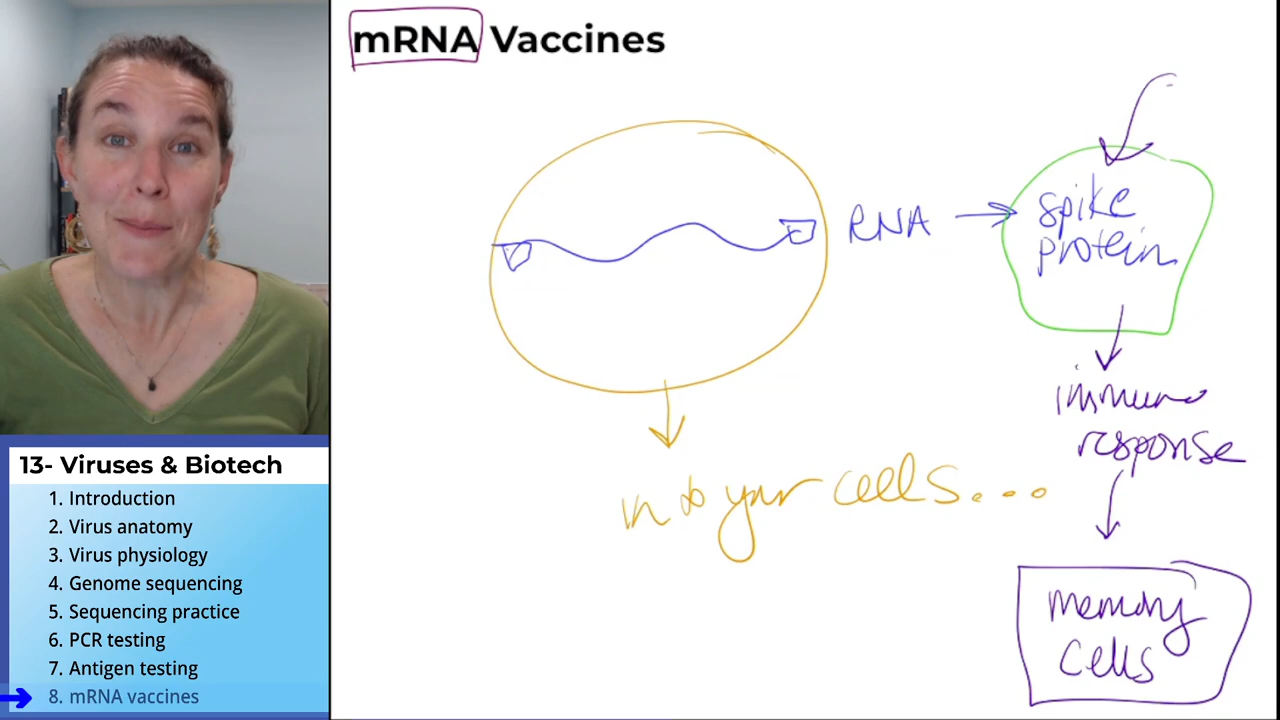 mRNA Vaccines
RNA
spike
protein
immune
response
into your cells...
memory
cells
13- Viruses & Biotech
1. Introduction
2. Virus anatomy
3. Virus physiology
4. Genome sequencing
5. Sequencing practice
6. PCR testing
7. Antigen testing
8. mRNA vaccines